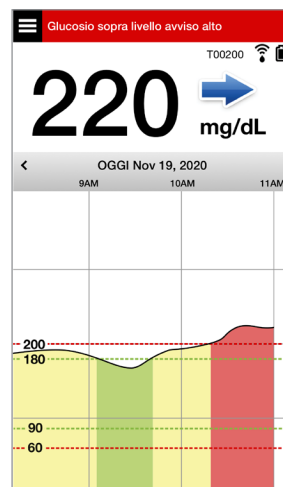 Glucosio sopra livello avviso alto
T00200
220
mg/dL
OGGI Nov 19, 2020
9AM 10AM 11AM
200
180
90
60